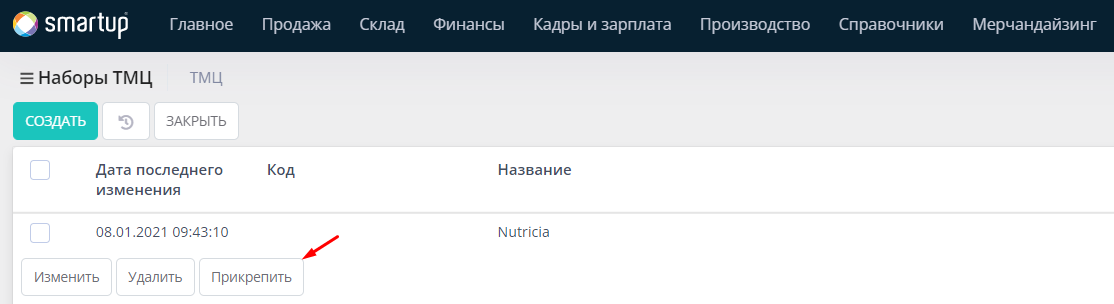 smartup Главное Продажа Склад Финансы Кадры и зарплата Производство Справочники Мерчандайзинг
Наборы ТМЦ ТМЦ
СОЗДАТЬ ЗАКРЫТЬ
Дата последнего изменения Код Название
08.01.2021 09:43:10 Nutricia
Изменить Удалить Прикрепить